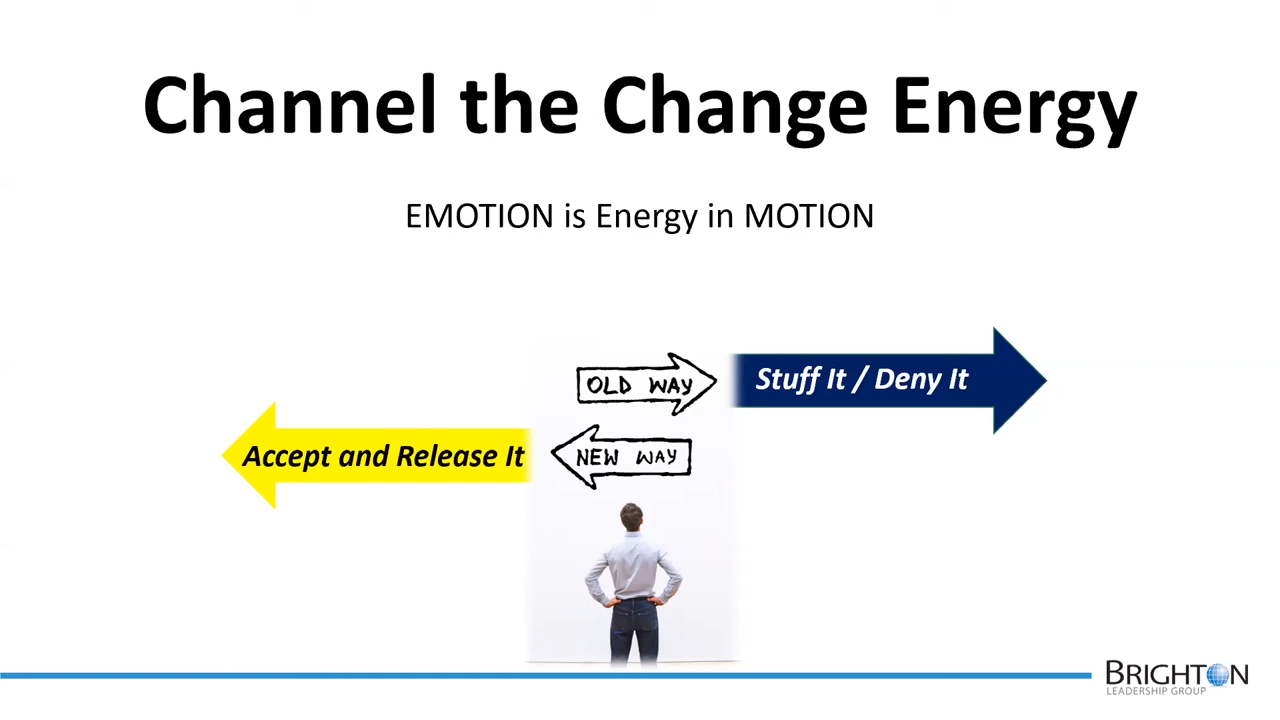 Channel the Change Energy
EMOTION is Energy in MOTION
OLD WAY
Stuff It / Deny It
Accept and Release It
NEW WAY
BRIGHTON
LEADERSHIP GROUP